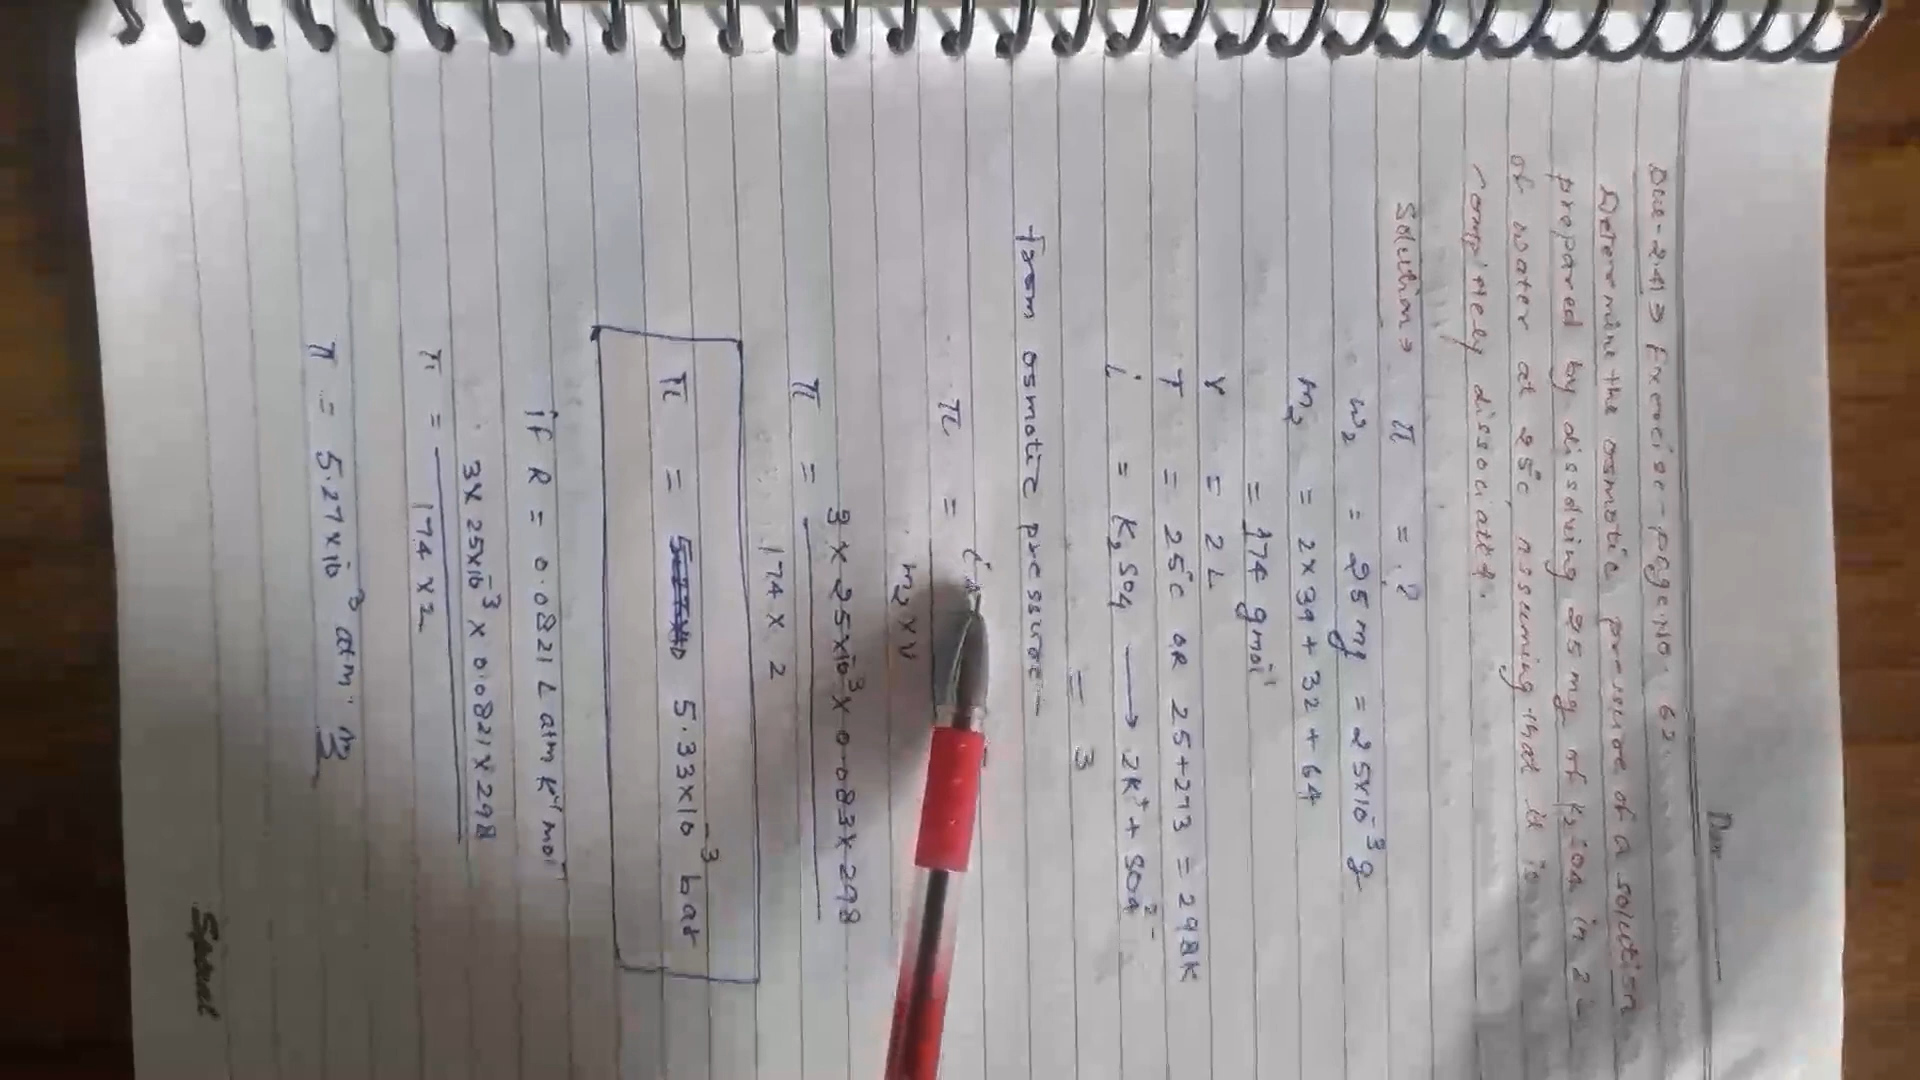 Date
Que-2.41→ Exercise-page.No. 62
Determine the osmotic pressure of a solution
prepared by dissolving 25 mg of K₂SO₄ in 2 L
of water at 25°C, assuming that it is
completely dissociated.
Solution→ π = ?
w₂ = 25 mg = 25×10⁻³ g
m₂ = 2×39 + 32 + 64
= 174 g mol⁻¹
V = 2 L
T = 25°C OR 25+273 = 298K
i = K₂SO₄ → 2K⁺ + SO₄²⁻
= 3
from osmotic pressure—
π = i
m₂ × V
π = 3 × 25×10⁻³ × 0.083 × 298
174 × 2
π = 5.33×10⁻³ bar
if R = 0.0821 L atm K⁻¹ mol⁻
π = 3× 25×10⁻³ × 0.0821 × 298
174 ×2
π = 5.27×10⁻³ atm
Special